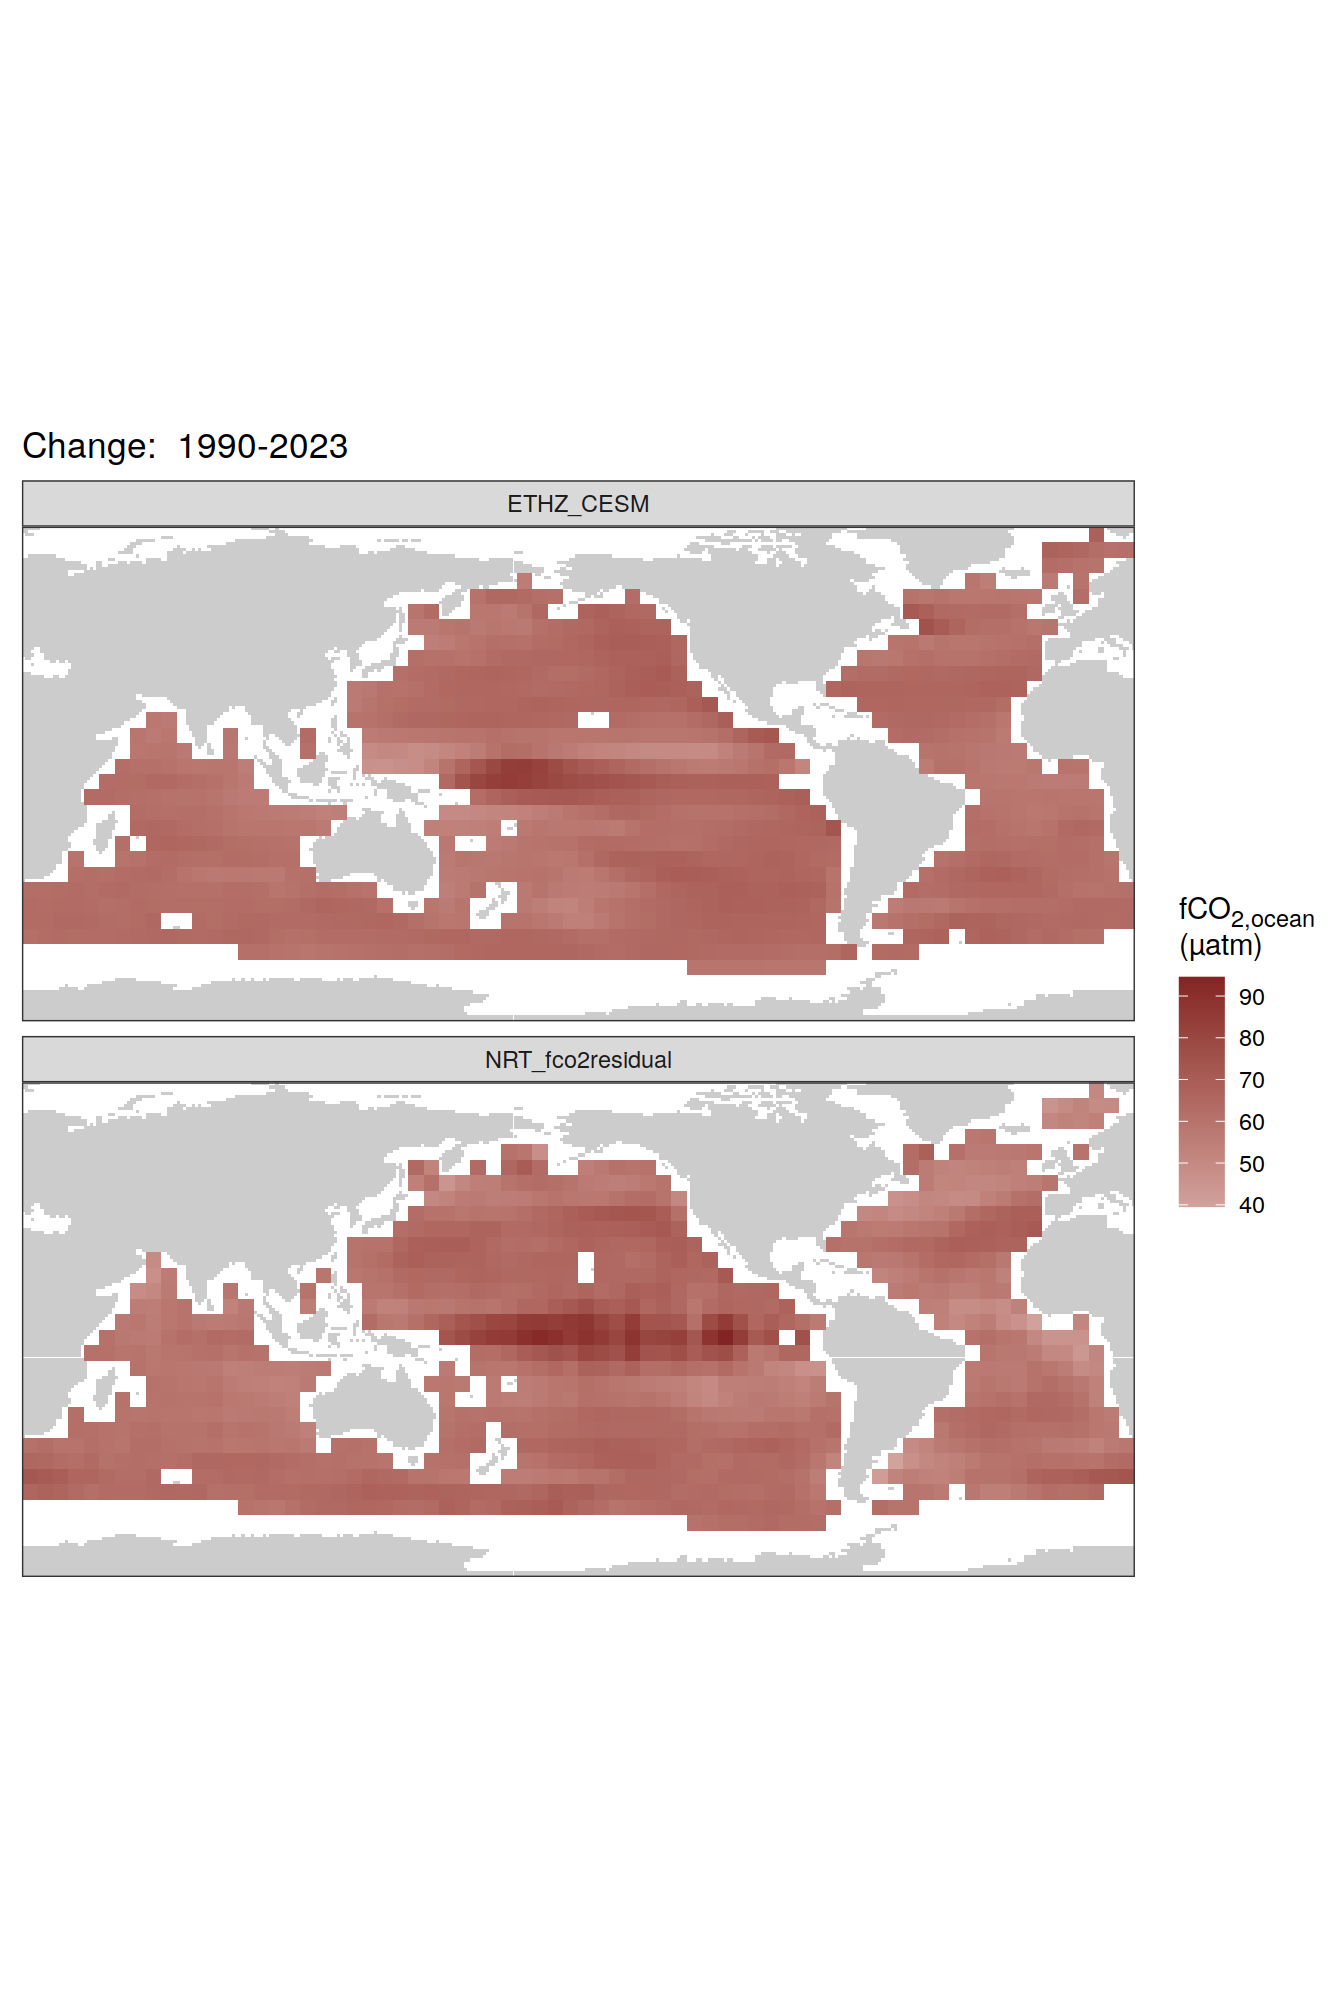 Change:  1990-2023
ETHZ_CESM
NRT_fco2residual
fCO2,ocean
(µatm)
90
80
70
60
50
40